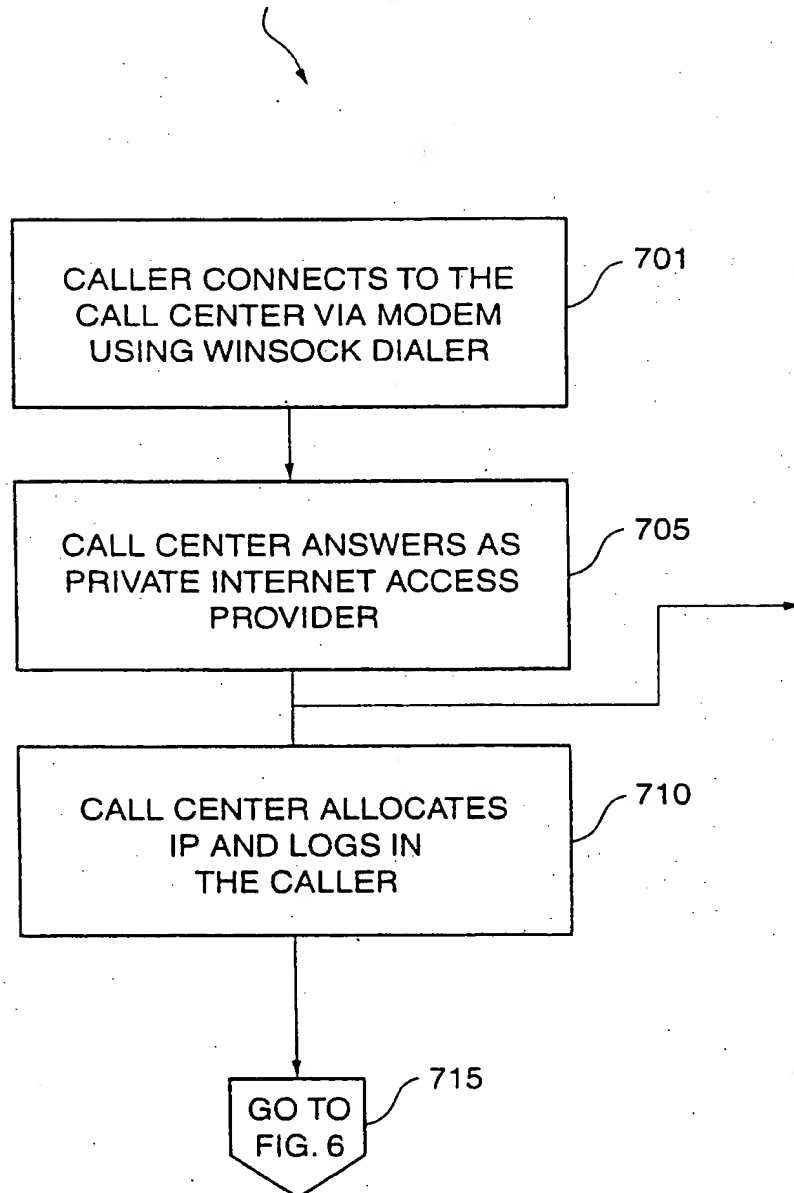 CALLER CONNECTS TO THE
CALL CENTER VIA MODEM
USING WINSOCK DIALER
701
CALL CENTER ANSWERS AS
PRIVATE INTERNET ACCESS
PROVIDER
705
CALL CENTER ALLOCATES
IP AND LOGS IN
THE CALLER
710
GO TO
FIG. 6
715